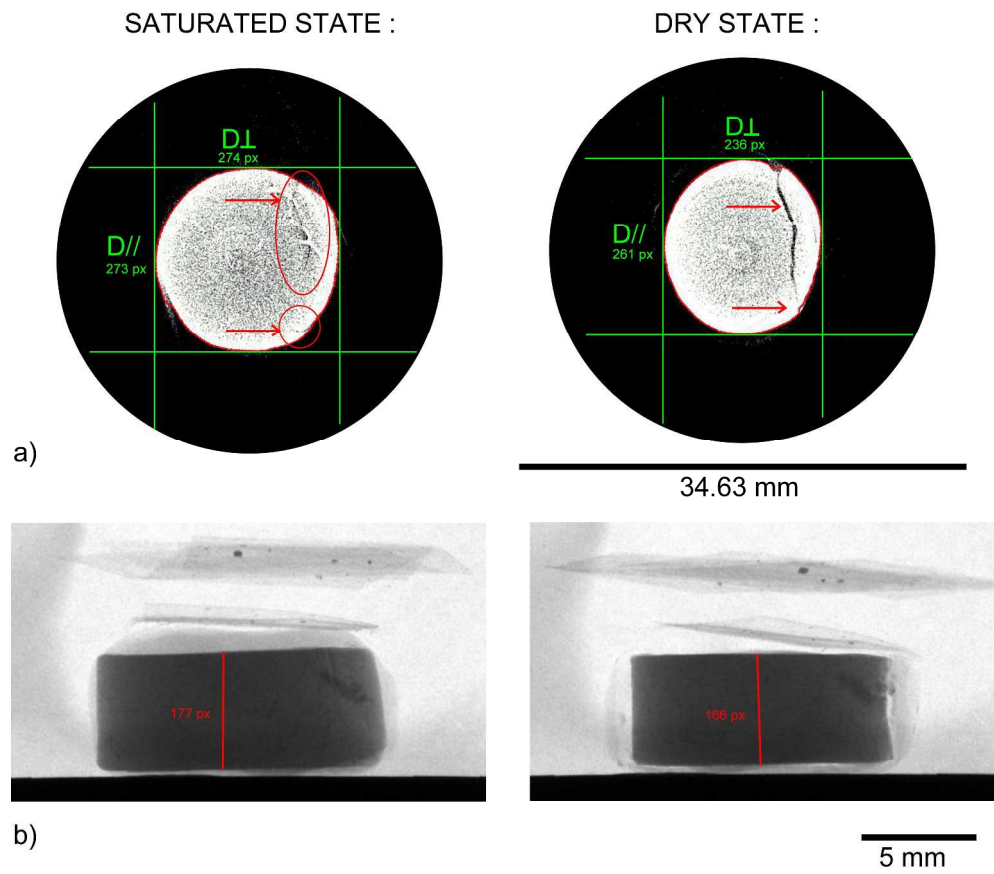 SATURATED STATE :
DRY STATE :
D⊥
274 px
D⊥
236 px
D//
273 px
D//
261 px
a)
34.63 mm
177 px
166 px
b)
5 mm